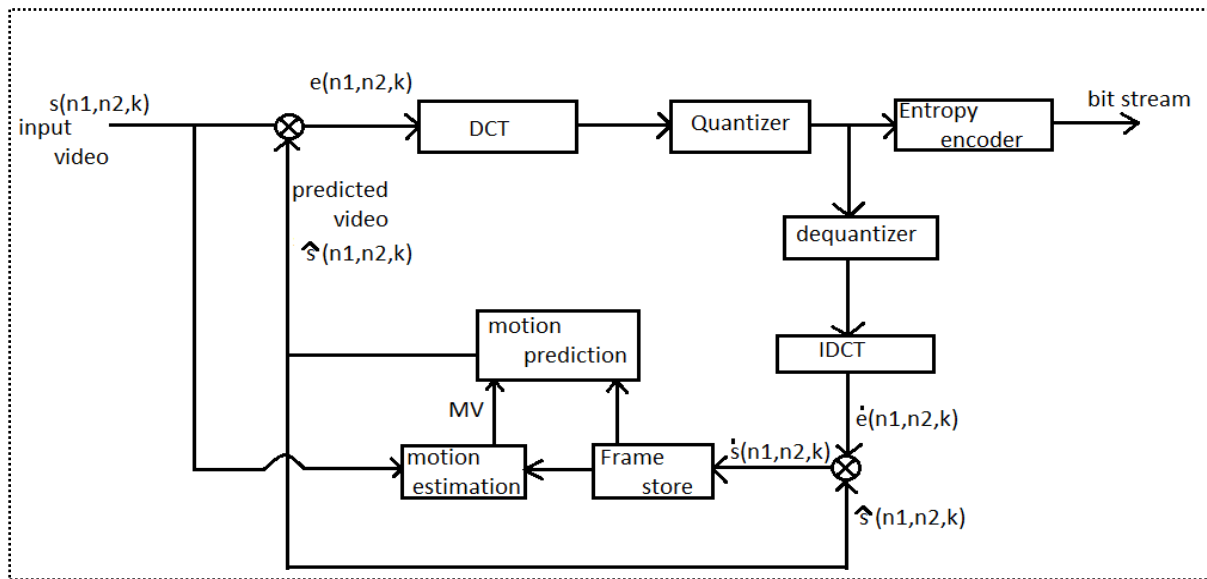 s(n1,n2,k)
input
video
e(n1,n2,k)
DCT
Quantizer
Entropy
encoder
bit stream
predicted
video
ŝ(n1,n2,k)
dequantizer
motion
prediction
IDCT
MV
ė(n1,n2,k)
motion
estimation
Frame
store
ṡ(n1,n2,k)
ŝ(n1,n2,k)